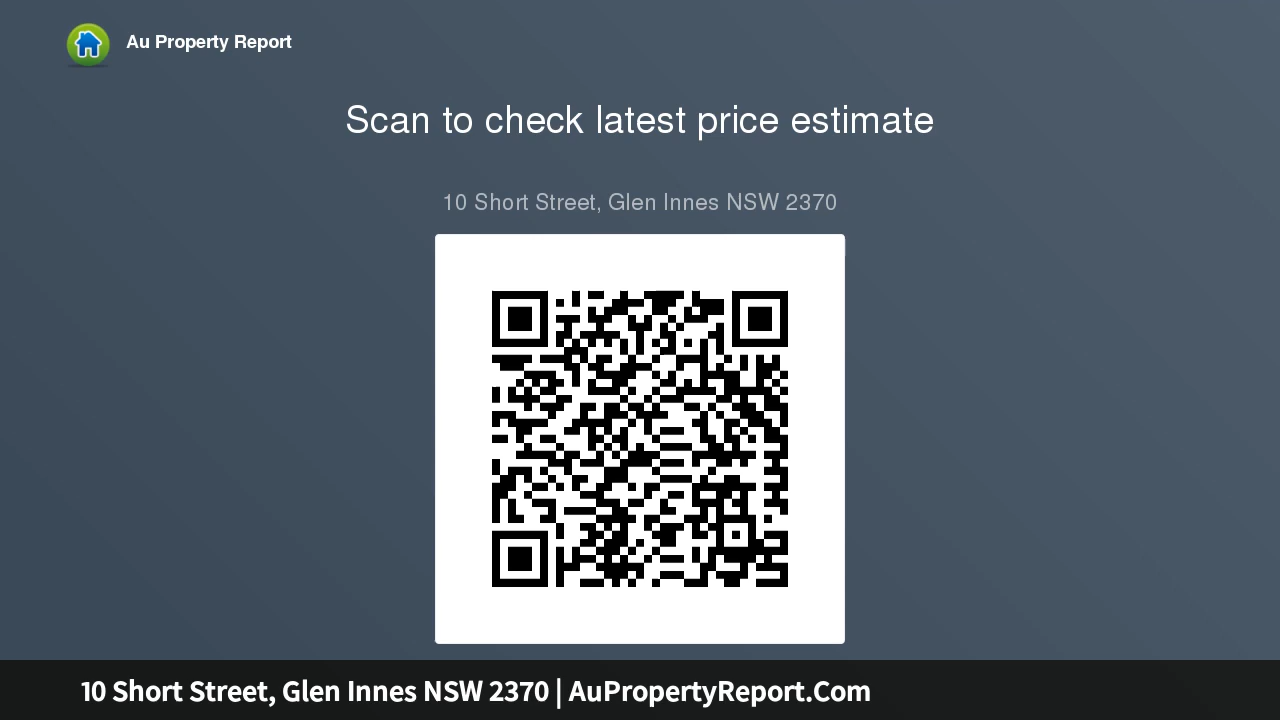 Au Property Report
Scan to check latest price estimate
10 Short Street, Glen Innes NSW 2370
10 Short Street, Glen Innes NSW 2370 | AuPropertyReport.Com